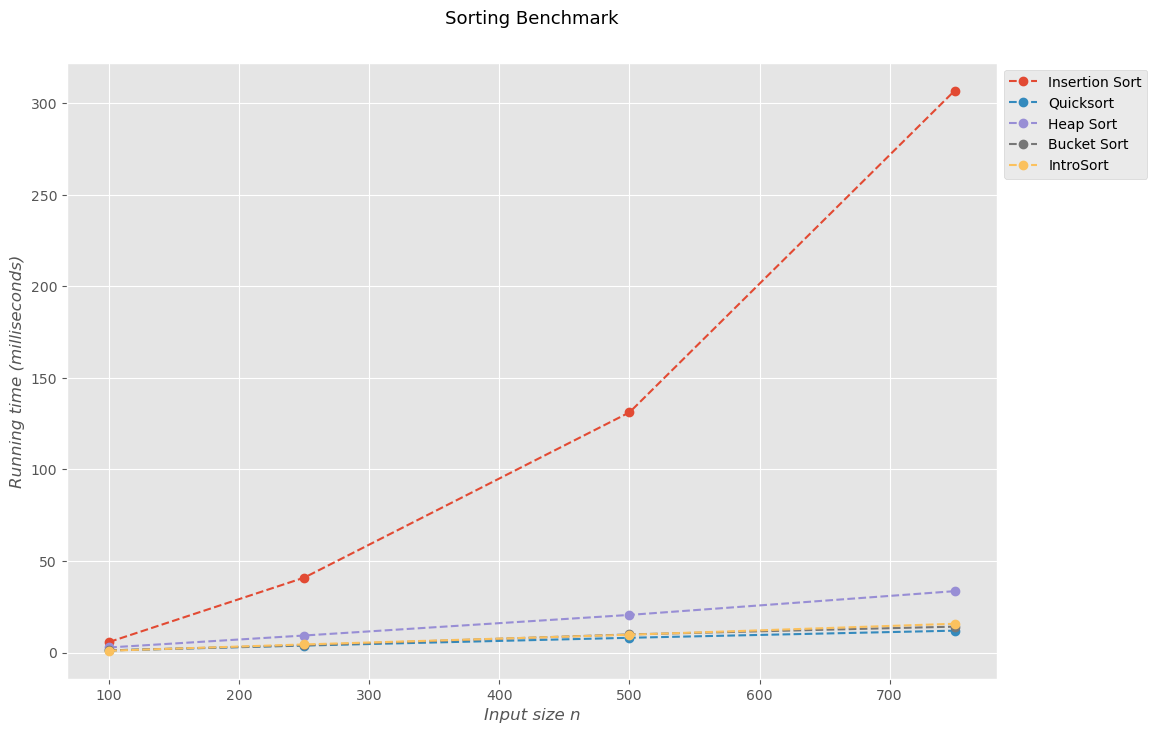 Sorting Benchmark
Insertion Sort
Quicksort
Heap Sort
Bucket Sort
IntroSort
300
250
200
150
100
50
0
Running time (milliseconds)
100 200 300 400 500 600 700
Input size n